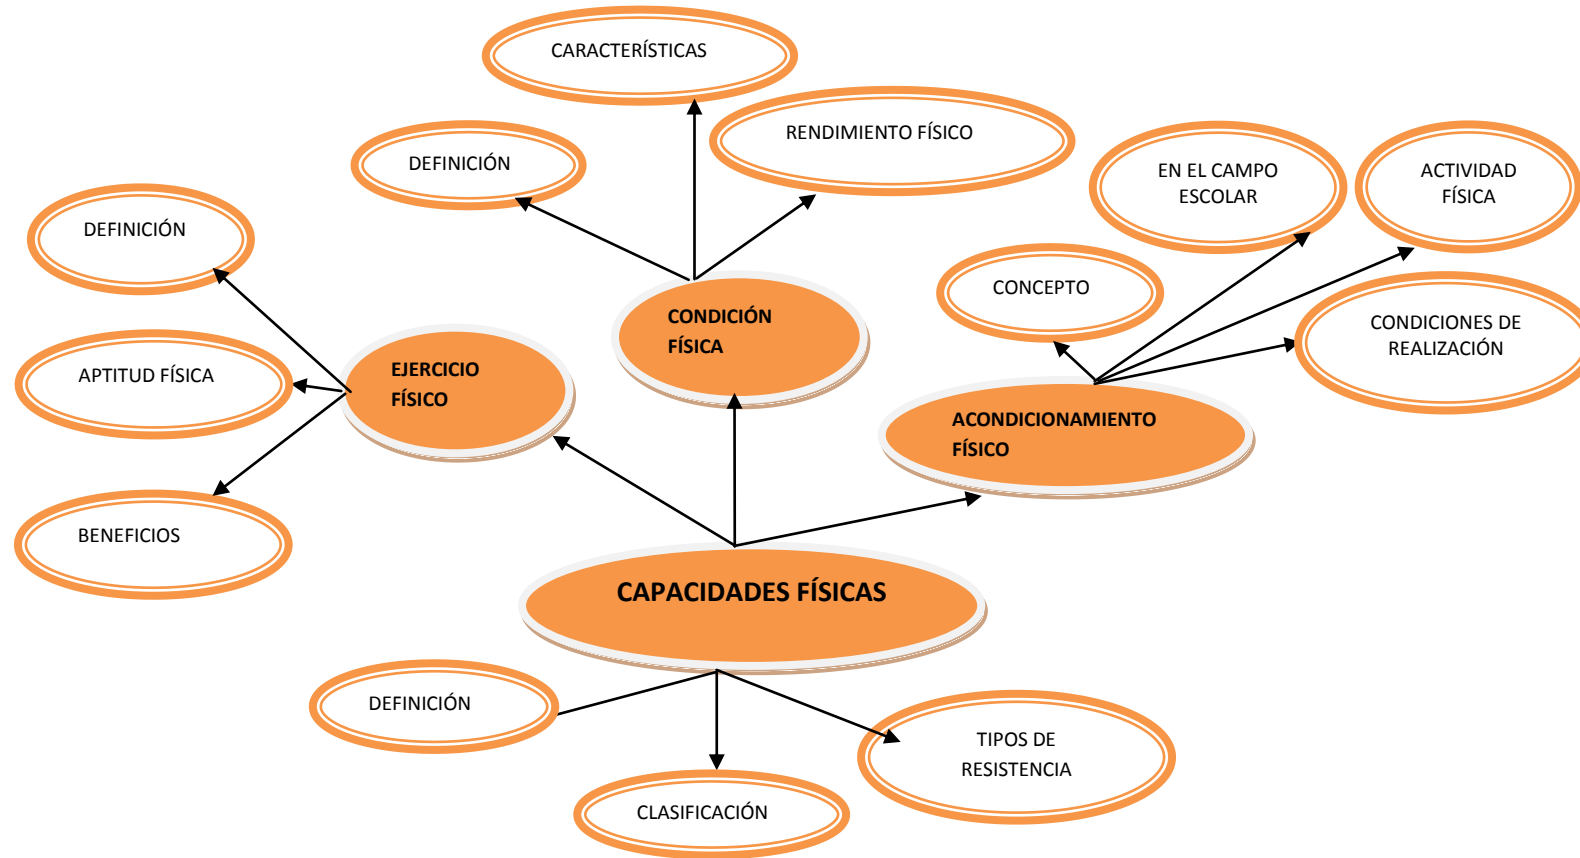 CARACTERÍSTICAS
RENDIMIENTO FÍSICO
DEFINICIÓN
EN EL CAMPO
ESCOLAR
ACTIVIDAD
FÍSICA
DEFINICIÓN
CONCEPTO
CONDICIONES DE
REALIZACIÓN
CONDICIÓN
FÍSICA
APTITUD FÍSICA
EJERCICIO
FÍSICO
ACONDICIONAMIENTO
FÍSICO
BENEFICIOS
CAPACIDADES FÍSICAS
DEFINICIÓN
TIPOS DE
RESISTENCIA
CLASIFICACIÓN